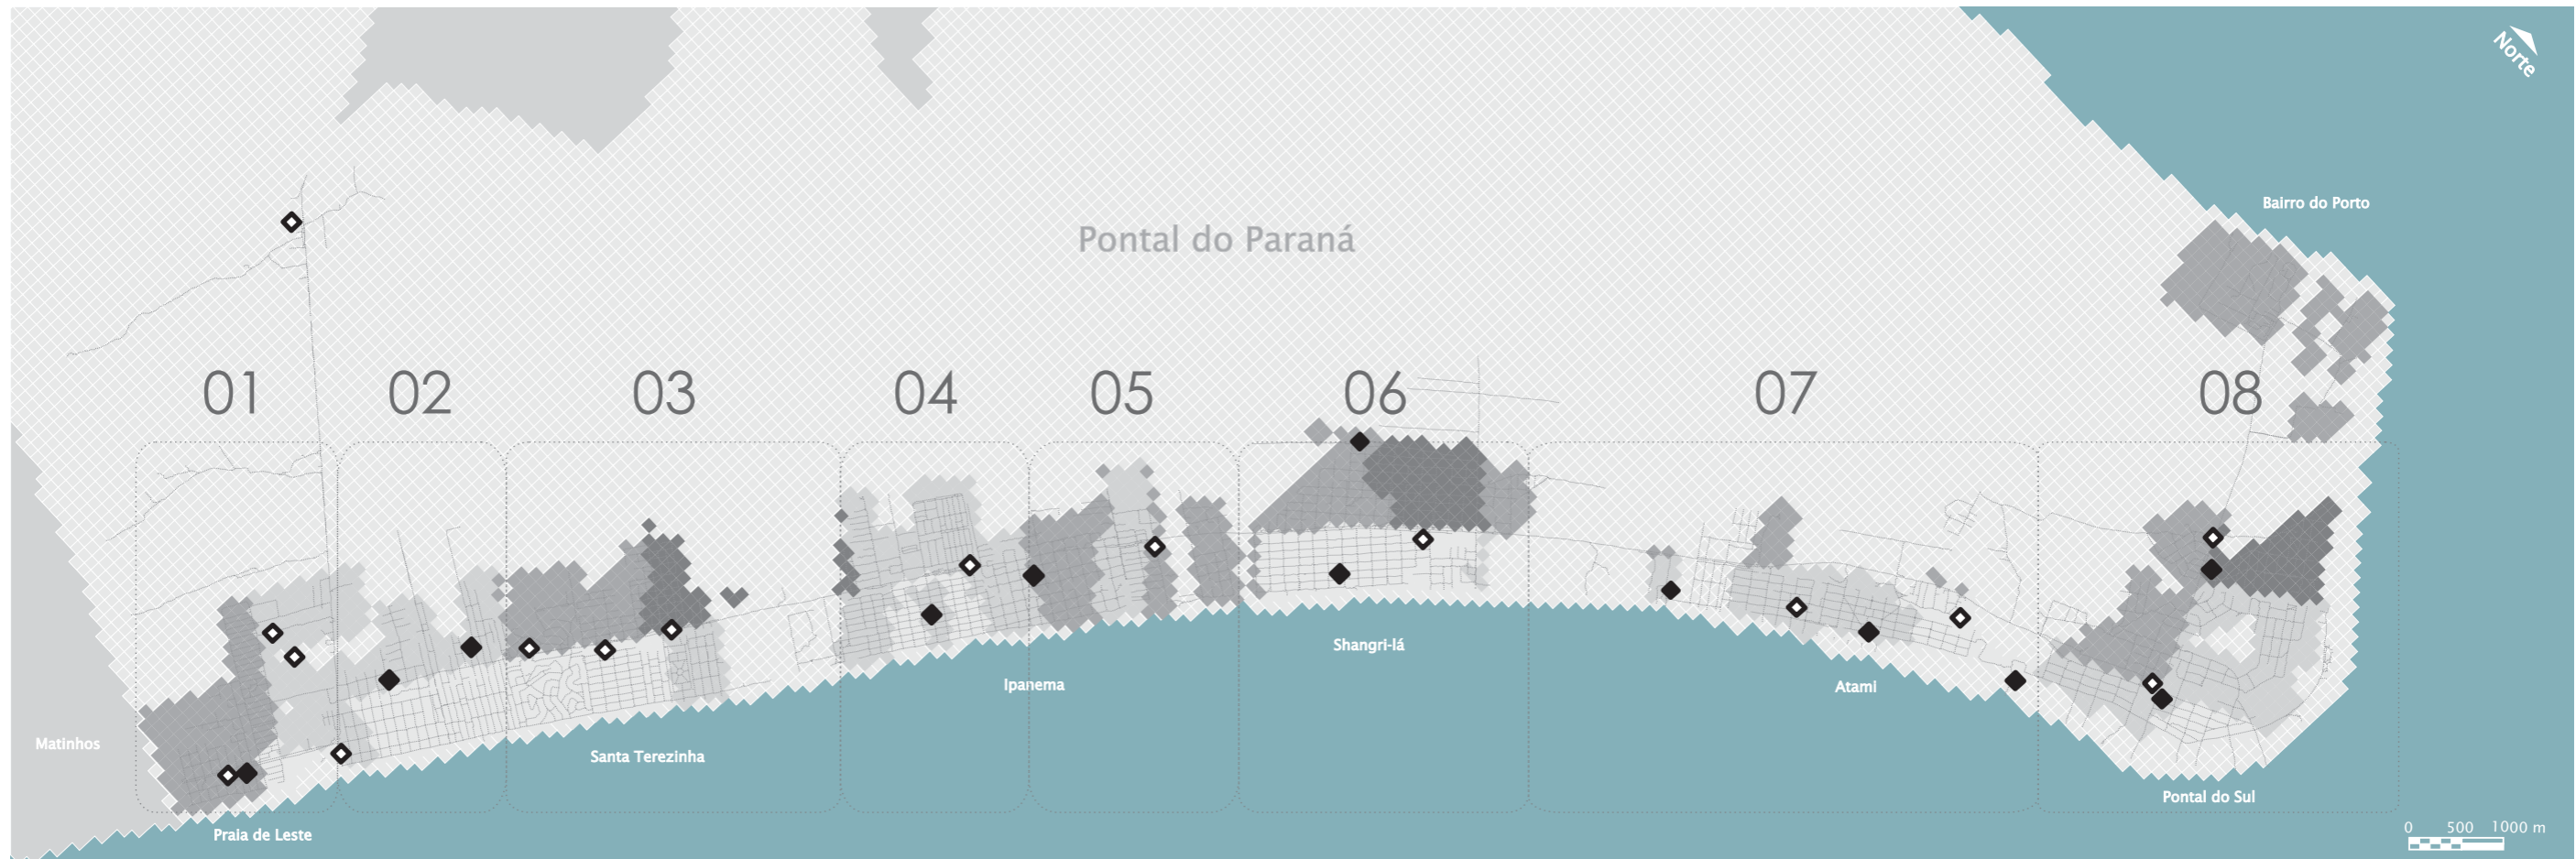 Norte
Bairro do Porto
Pontal do Paraná
01 02 03 04 05 06 07 08
Shangri-lá
Ipanema
Atami
Matinhos
Santa Terezinha
Pontal do Sul
Praia de Leste
0 500 1000 m